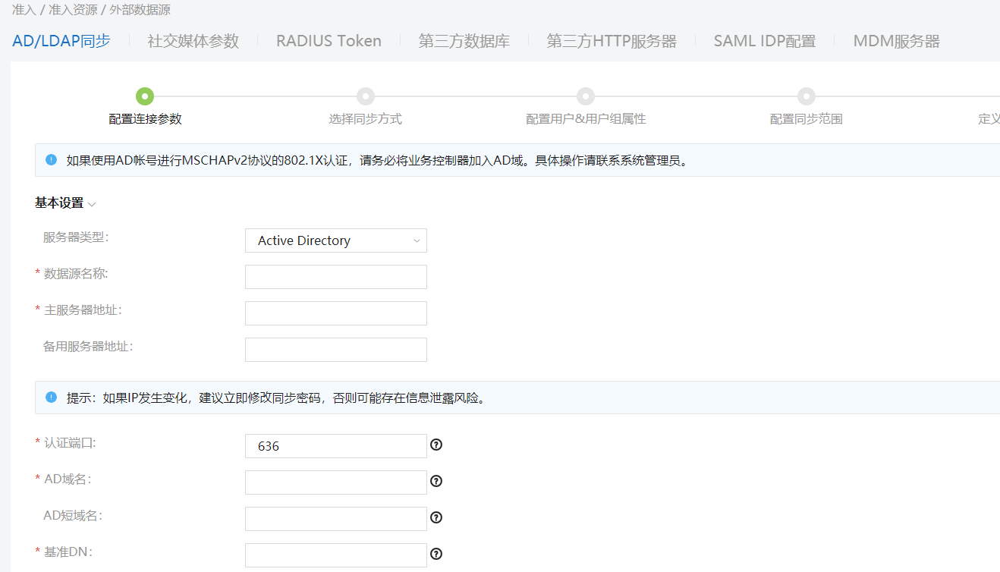 准入 / 准入资源 / 外部数据源
AD/LDAP同步 社交媒体参数 RADIUS Token 第三方数据库 第三方HTTP服务器 SAML IDP配置 MDM服务器
配置连接参数 选择同步方式 配置用户&用户组属性 配置同步范围 定义
如果使用AD帐号进行MSCHAPv2协议的802.1X认证，请务必将业务控制器加入AD域。具体操作请联系系统管理员。
基本设置
服务器类型: Active Directory
* 数据源名称:
* 主服务器地址:
备用服务器地址:
提示：如果IP发生变化，建议立即修改同步密码，否则可能存在信息泄露风险。
* 认证端口: 636
* AD域名:
AD短域名:
* 基准DN: